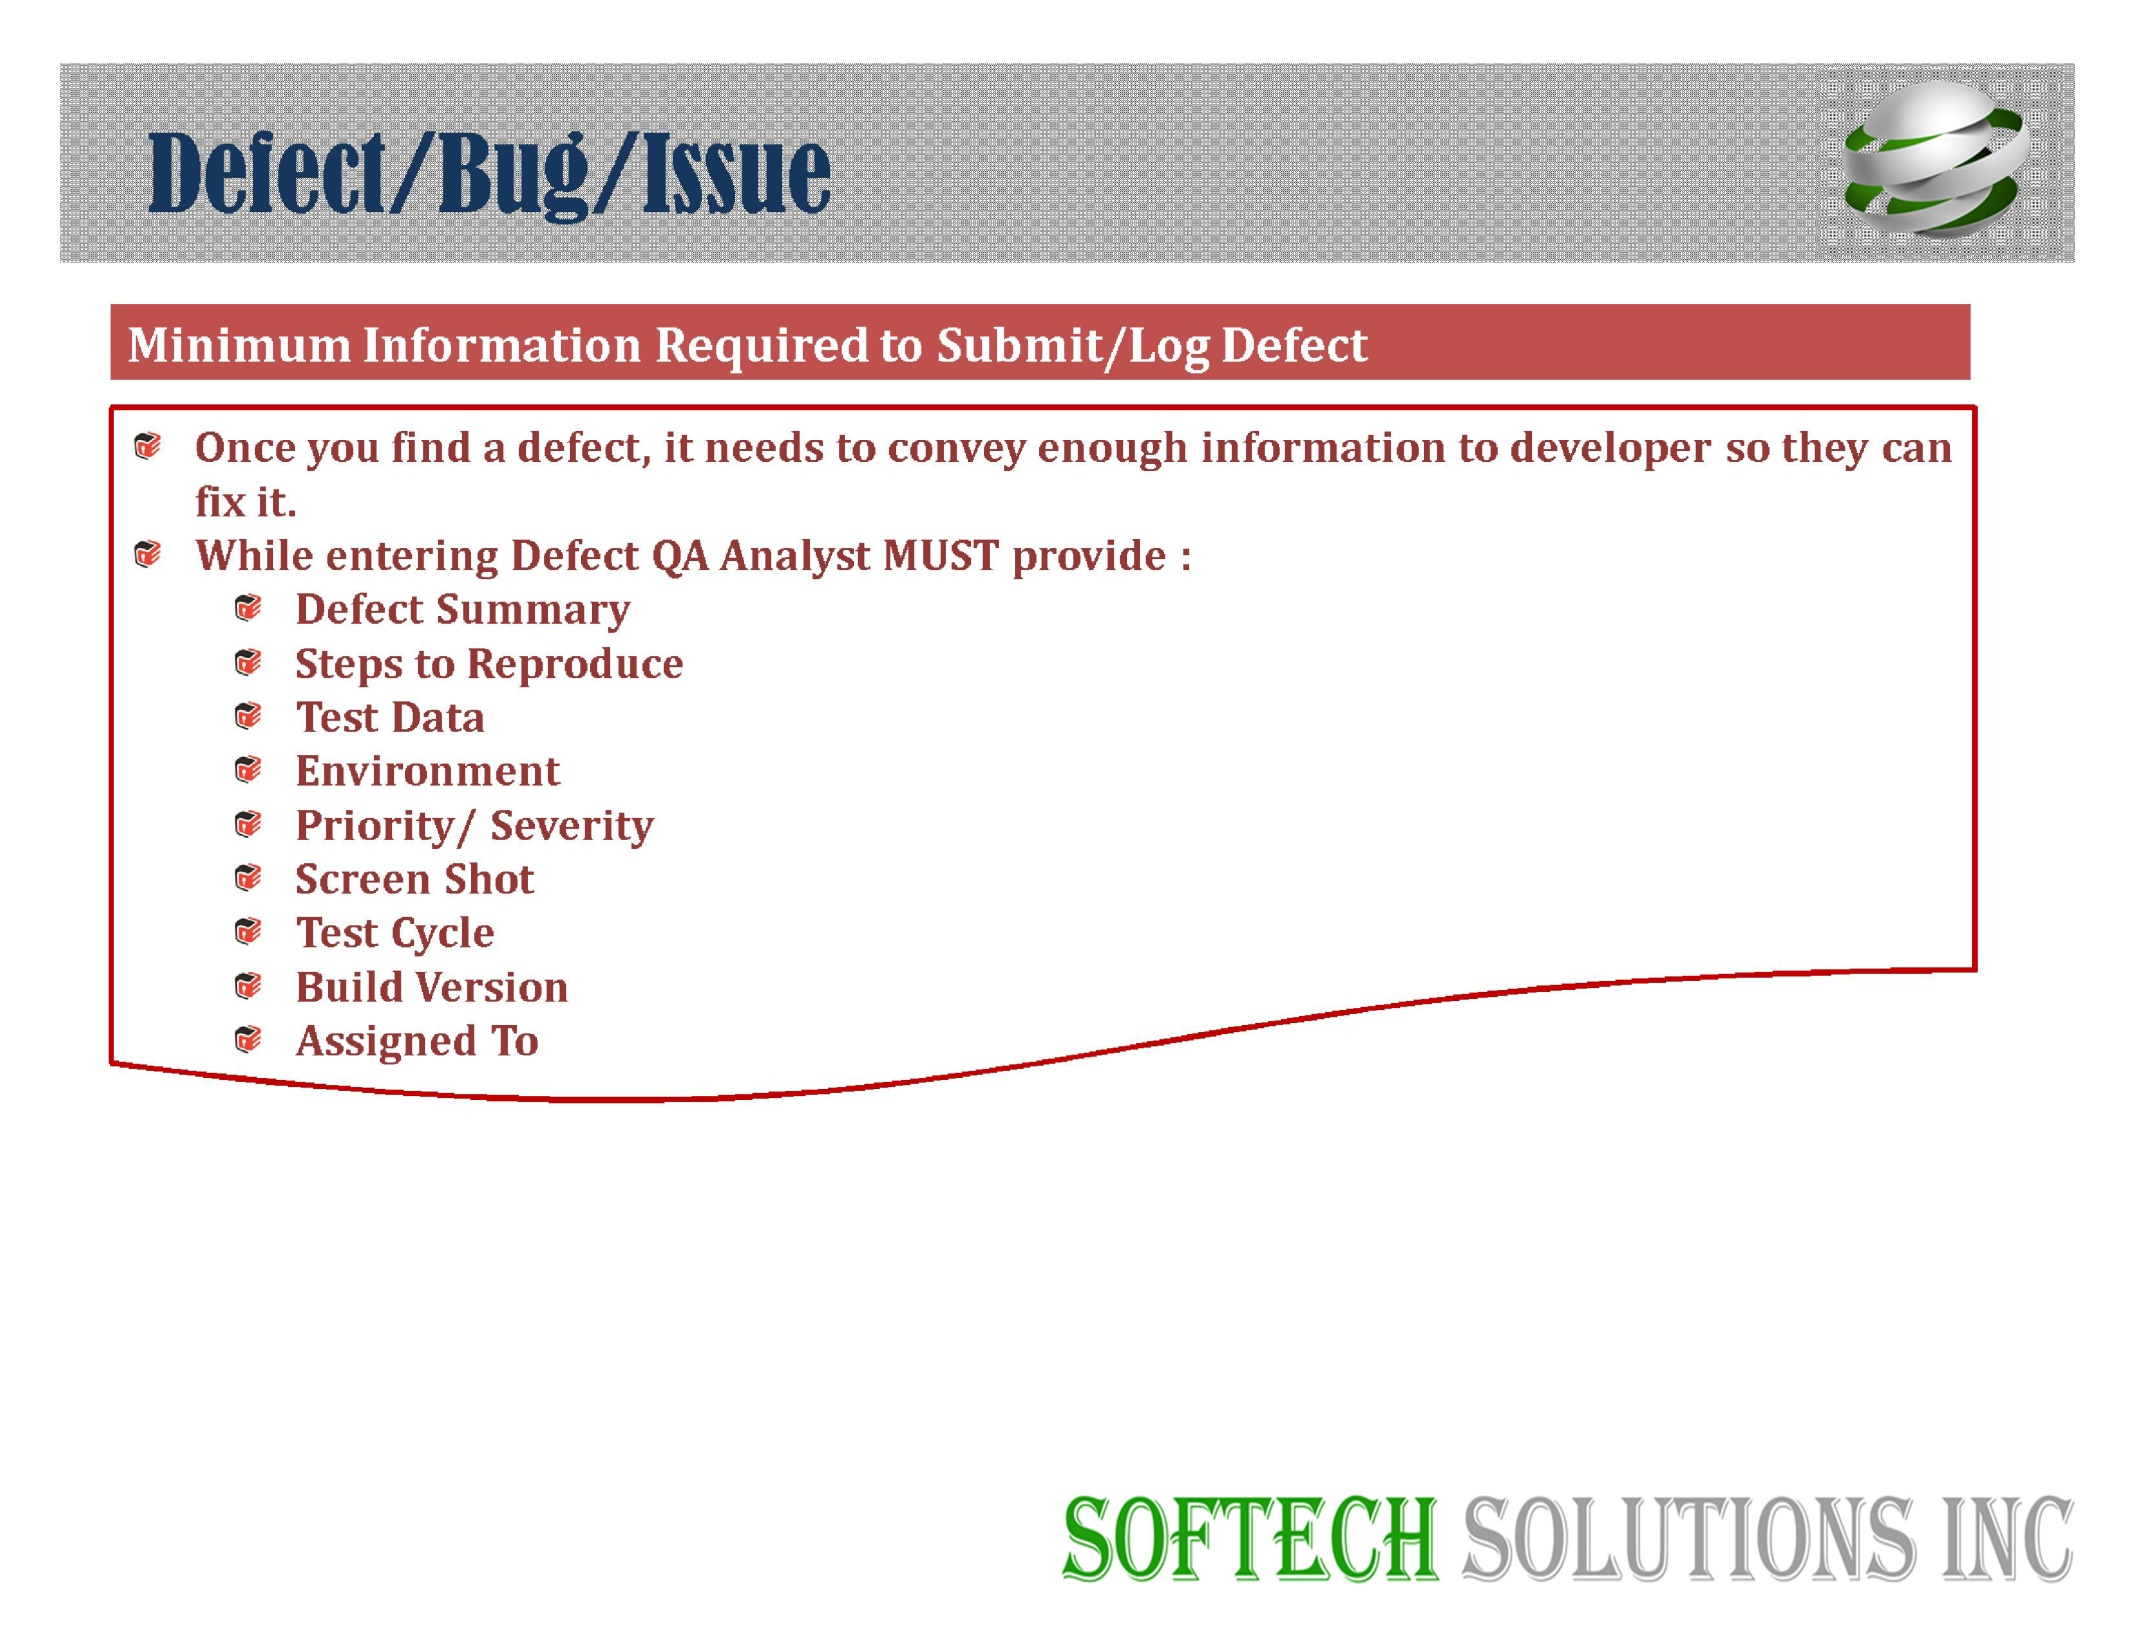 Defect/Bug/Issue
Minimum Information Required to Submit/Log Defect
Once you find a defect, it needs to convey enough information to developer so they can
fix it.
While entering Defect QA Analyst MUST provide :
Defect Summary
Steps to Reproduce
Test Data
Environment
Priority/ Severity
Screen Shot
Test Cycle
Build Version
Assigned To
SOFTECH SOLUTIONS INC